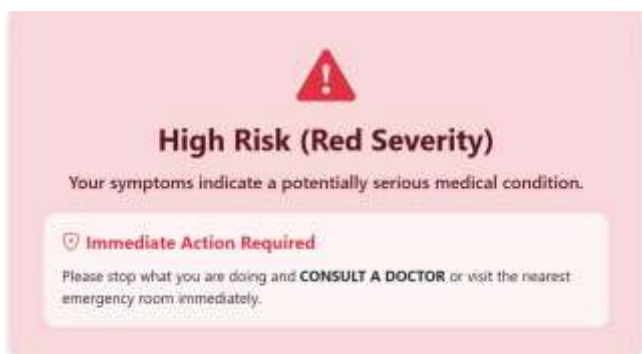 High Risk (Red Severity)
Your symptoms indicate a potentially serious medical condition.
Immediate Action Required
Please stop what you are doing and CONSULT A DOCTOR or visit the nearest
emergency room immediately.